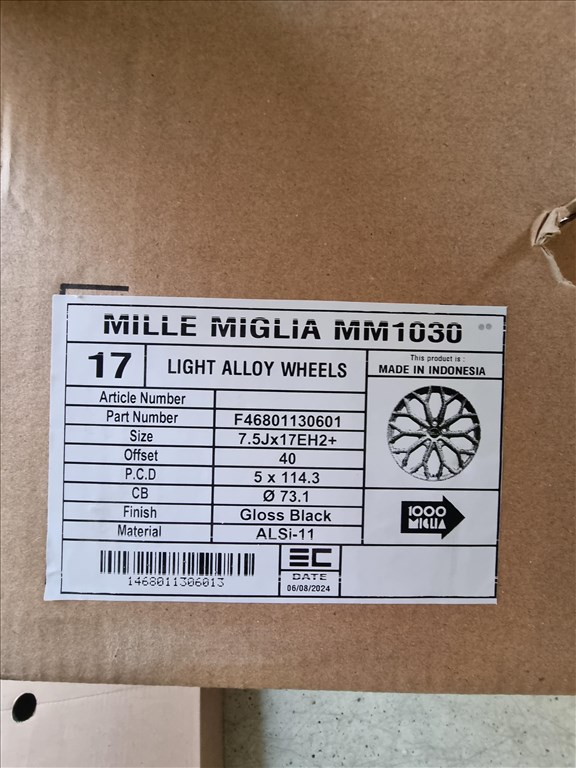 MILLE MIGLIA MM1030
17
LIGHT ALLOY WHEELS
This product is :
MADE IN INDONESIA
Article Number
Part Number F46801130601
Size 7.5Jx17EH2+
Offset 40
P.C.D 5 x 114.3
CB Ø 73.1
Finish Gloss Black
Material ALSi-11
1000
MIGLIA
1468011306013
EC
DATE
06/08/2024